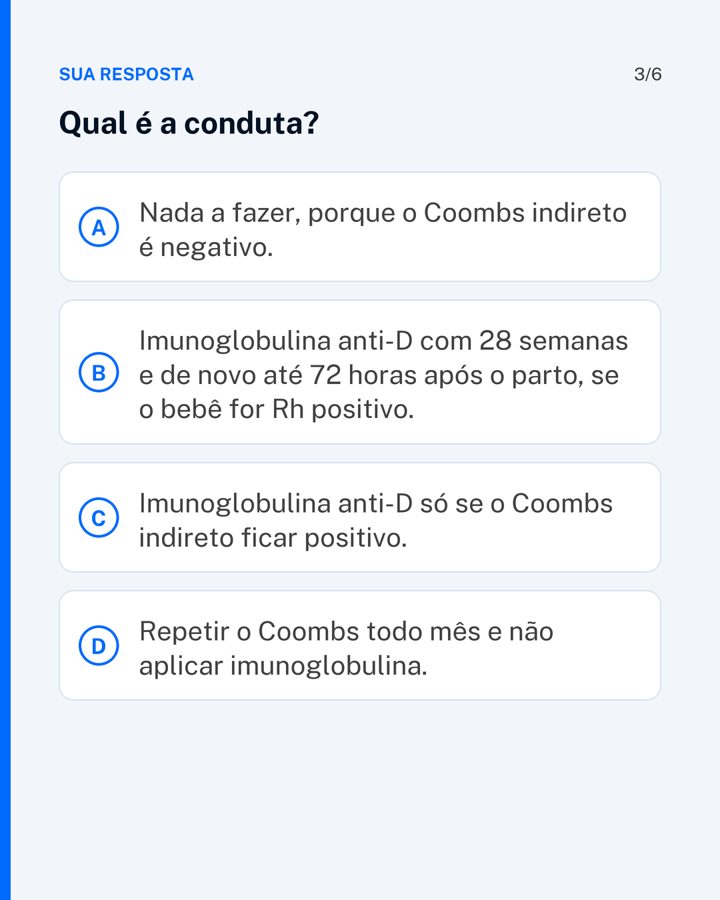 SUA RESPOSTA
3/6
Qual é a conduta?
A
Nada a fazer, porque o Coombs indireto
é negativo.
B
Imunoglobulina anti-D com 28 semanas
e de novo até 72 horas após o parto, se
o bebê for Rh positivo.
C
Imunoglobulina anti-D só se o Coombs
indireto ficar positivo.
D
Repetir o Coombs todo mês e não
aplicar imunoglobulina.